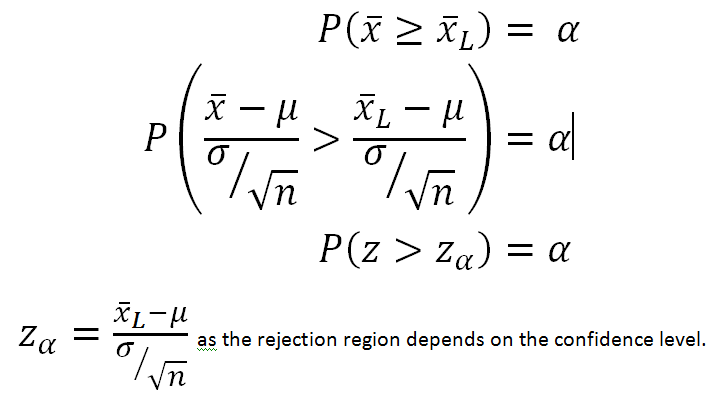 P(x̄ ≥ x̄_L) = α
P((x̄ − μ)/(σ/√n) > (x̄_L − μ)/(σ/√n)) = α
P(z > z_α) = α
z_α = (x̄_L−μ)/(σ/√n) as the rejection region depends on the confidence level.